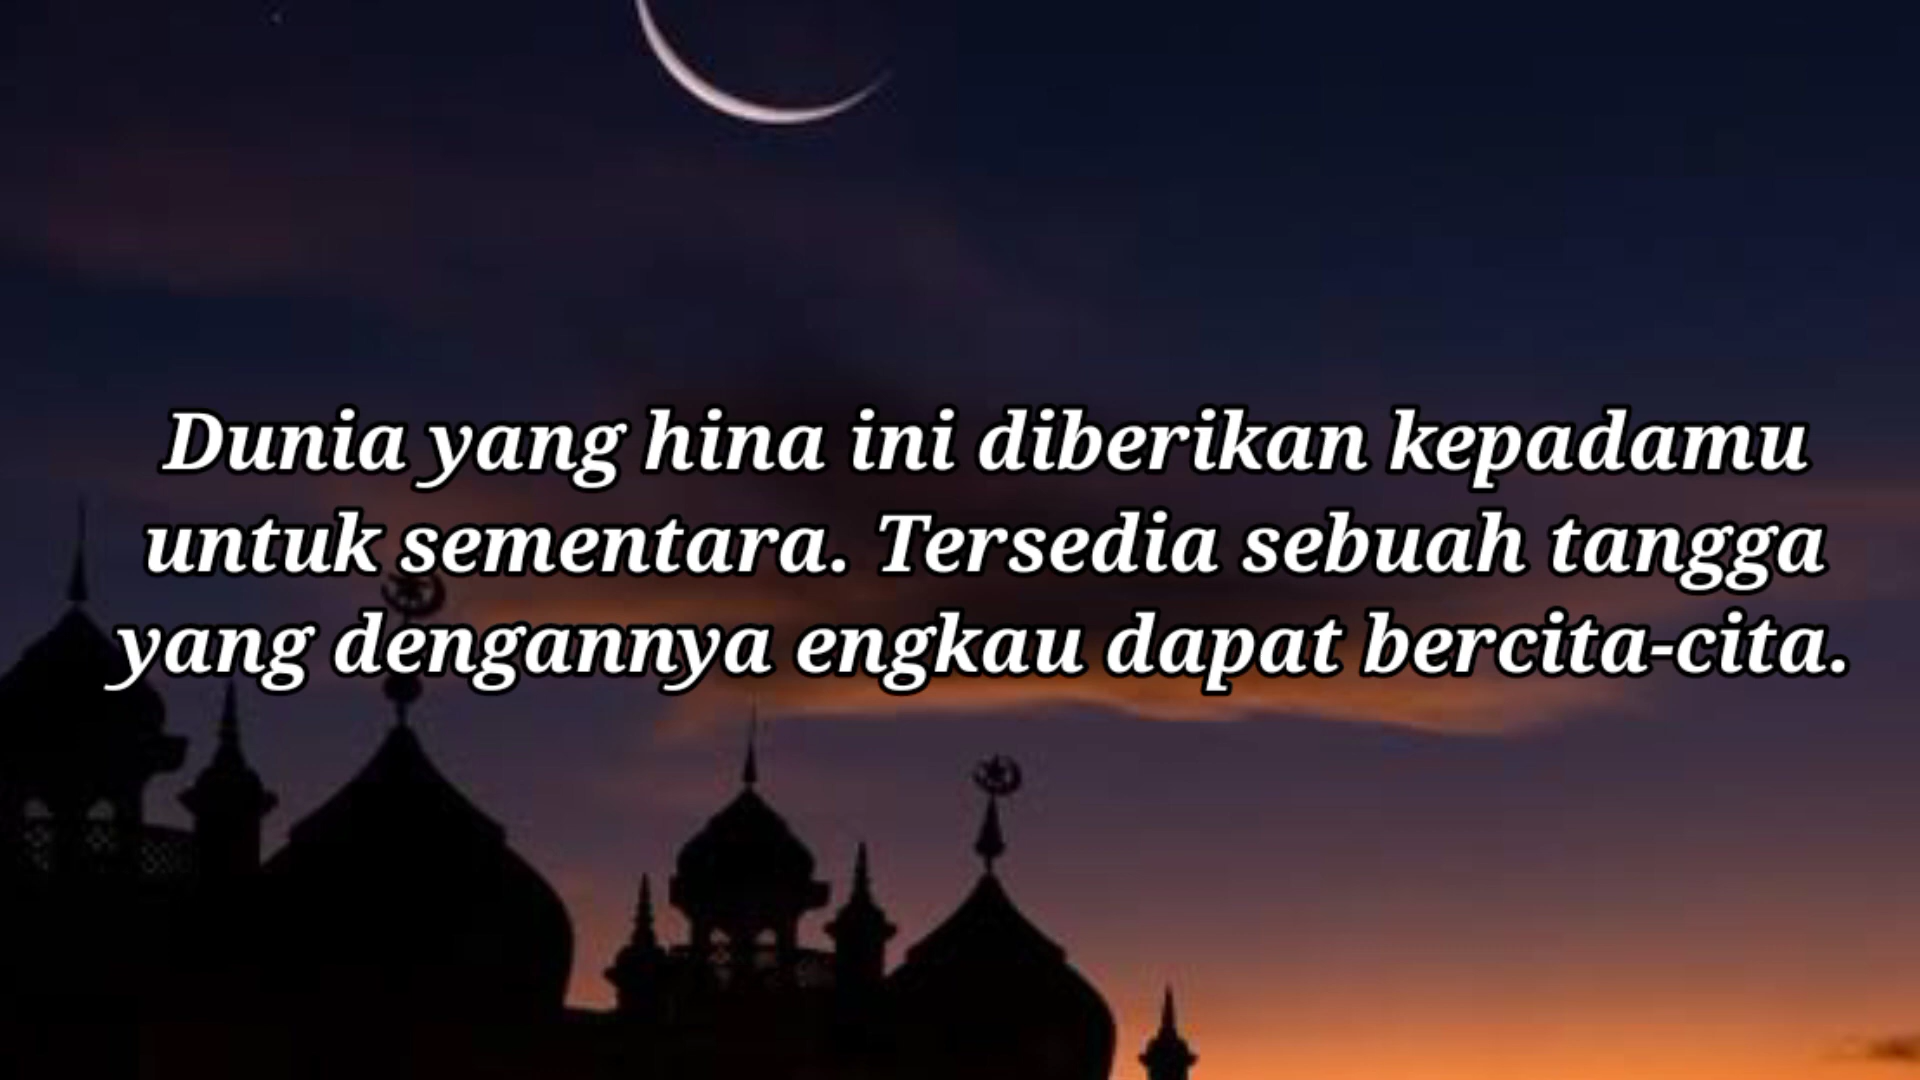 Dunia yang hina ini diberikan kepadamu
untuk sementara. Tersedia sebuah tangga
yang dengannya engkau dapat bercita-cita.